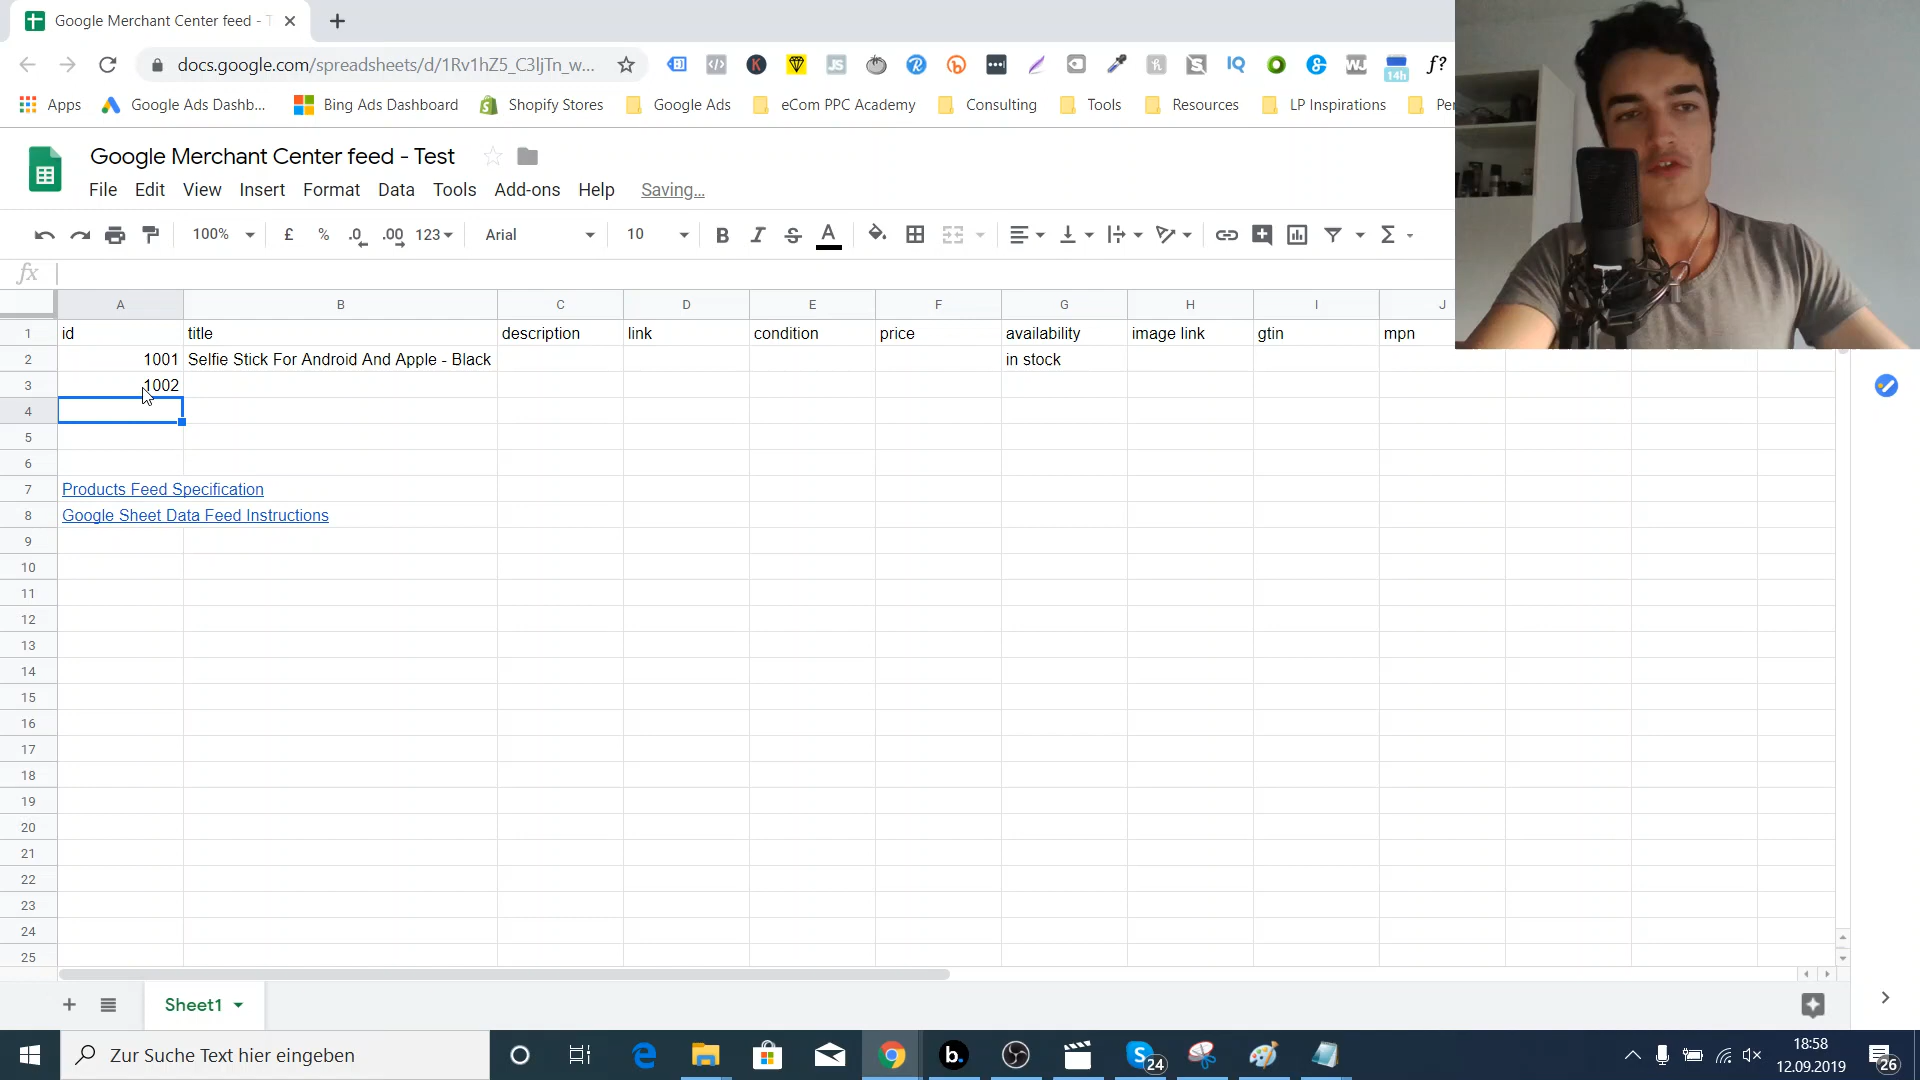 Google Merchant Center feed - T
docs.google.com/spreadsheets/d/1Rv1hZ5_C3ljTn_w...
14h
f?
Apps
Google Ads Dashb...
Bing Ads Dashboard
Shopify Stores
Google Ads
eCom PPC Academy
Consulting
Tools
Resources
LP Inspirations
Per
Google Merchant Center feed - Test
File Edit View Insert Format Data Tools Add-ons Help Saving...
100% £ % .0 .00 123 Arial 10 B I S A Σ
fx
A B C D E F G H I J
1 id title description link condition price availability image link gtin mpn
2 1001 Selfie Stick For Android And Apple - Black in stock
3 1002
4
5
6
7 Products Feed Specification
8 Google Sheet Data Feed Instructions
9
10
11
12
13
14
15
16
17
18
19
20
21
22
23
24
25
Sheet1
Zur Suche Text hier eingeben
b.
24
18:58
12.09.2019
26